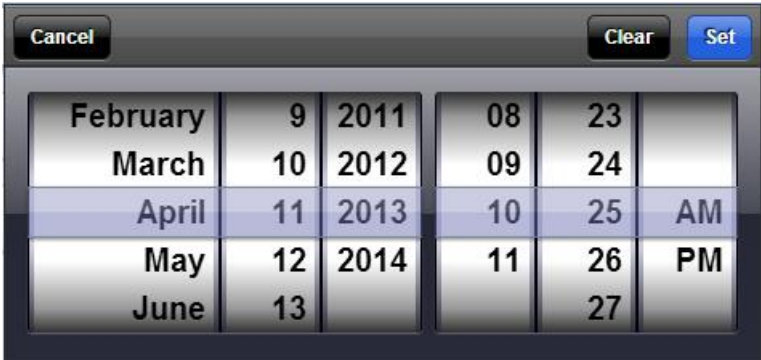 Cancel Clear Set
February 9 2011 08 23
March 10 2012 09 24
April 11 2013 10 25 AM
May 12 2014 11 26 PM
June 13 27